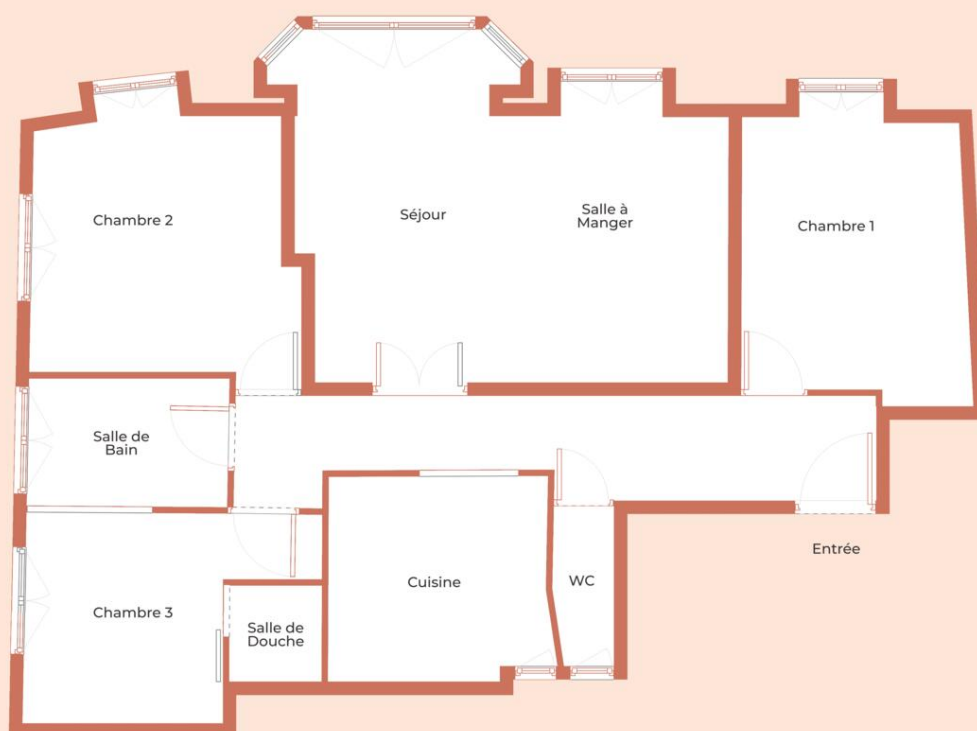 Chambre 2
Séjour
Salle à
Manger
Chambre 1
Salle de
Bain
Entrée
Cuisine
WC
Chambre 3
Salle de
Douche